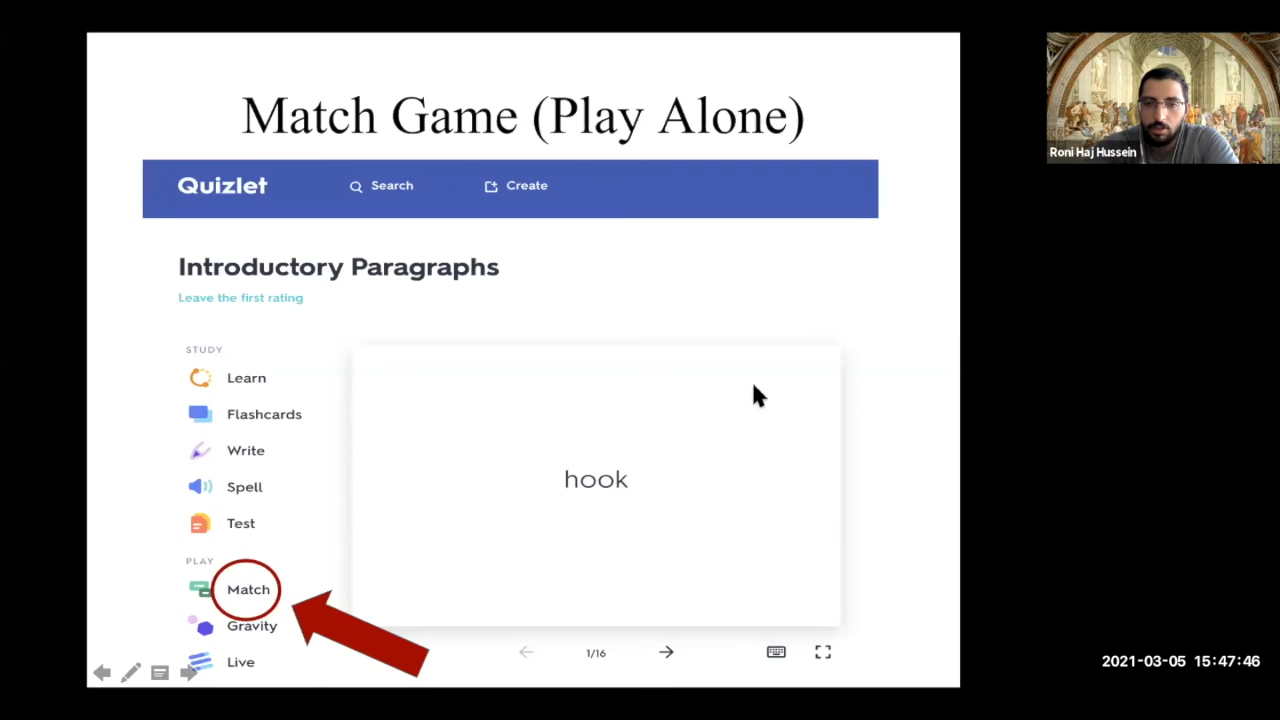 Match Game (Play Alone)
Roni Haj Hussein
Quizlet
Search
Create
Introductory Paragraphs
Leave the first rating
STUDY
Learn
Flashcards
Write
Spell
Test
PLAY
Match
Gravity
Live
hook
1/16
2021-03-05 15:47:46